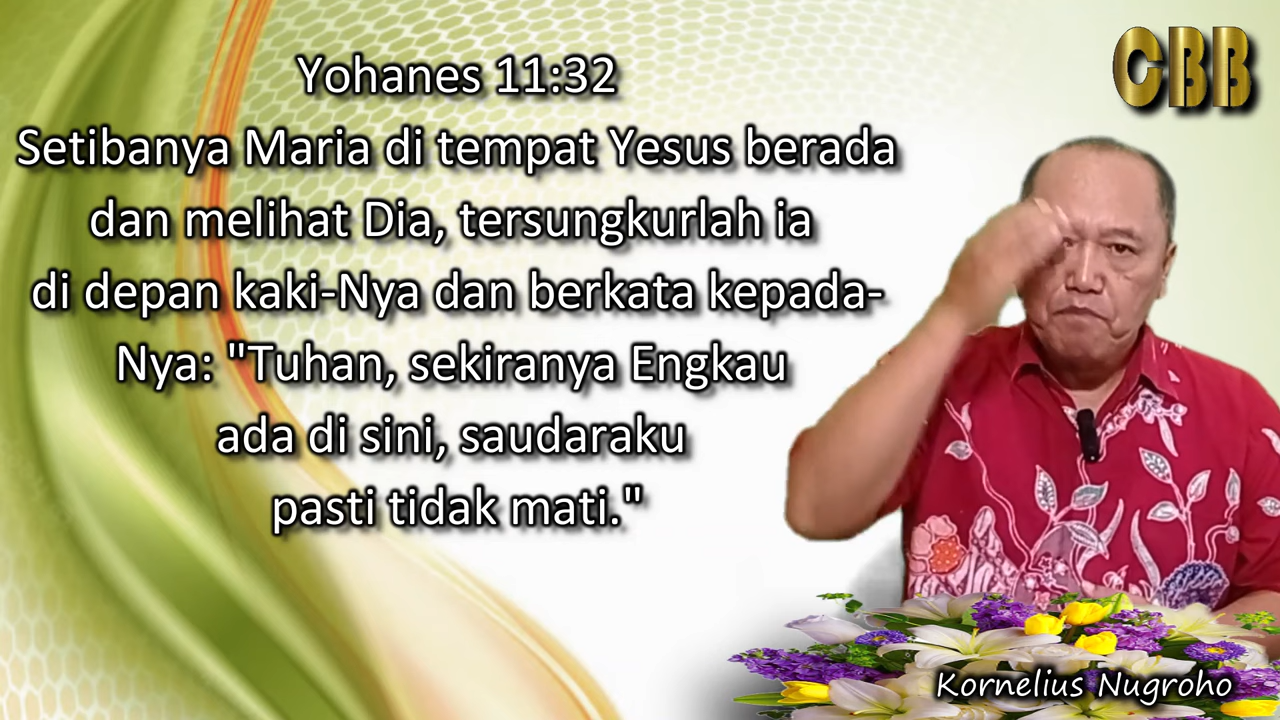 Yohanes 11:32
Setibanya Maria di tempat Yesus berada
dan melihat Dia, tersungkurlah ia
di depan kaki-Nya dan berkata kepada-
Nya: "Tuhan, sekiranya Engkau
ada di sini, saudaraku
pasti tidak mati."
CBB
Kornelius Nugroho